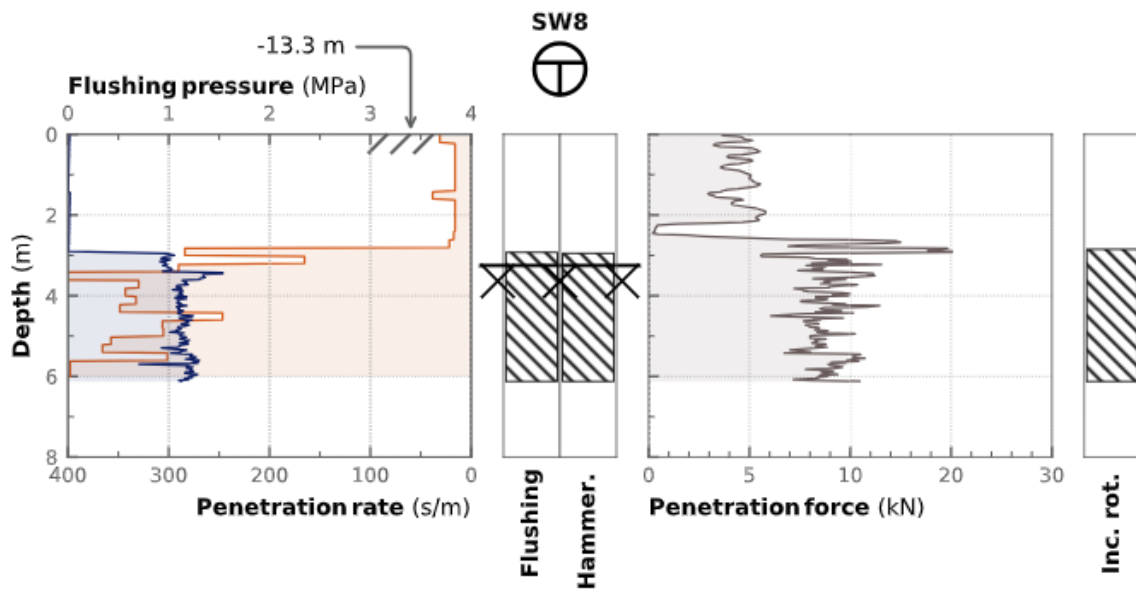 SW8
-13.3 m
Flushing pressure (MPa)
0 1 2 3 4
0
2
4
6
8
Depth (m)
400 300 200 100 0
Penetration rate (s/m)
Flushing
Hammer.
0 5 10 20 30
Penetration force (kN)
Inc. rot.